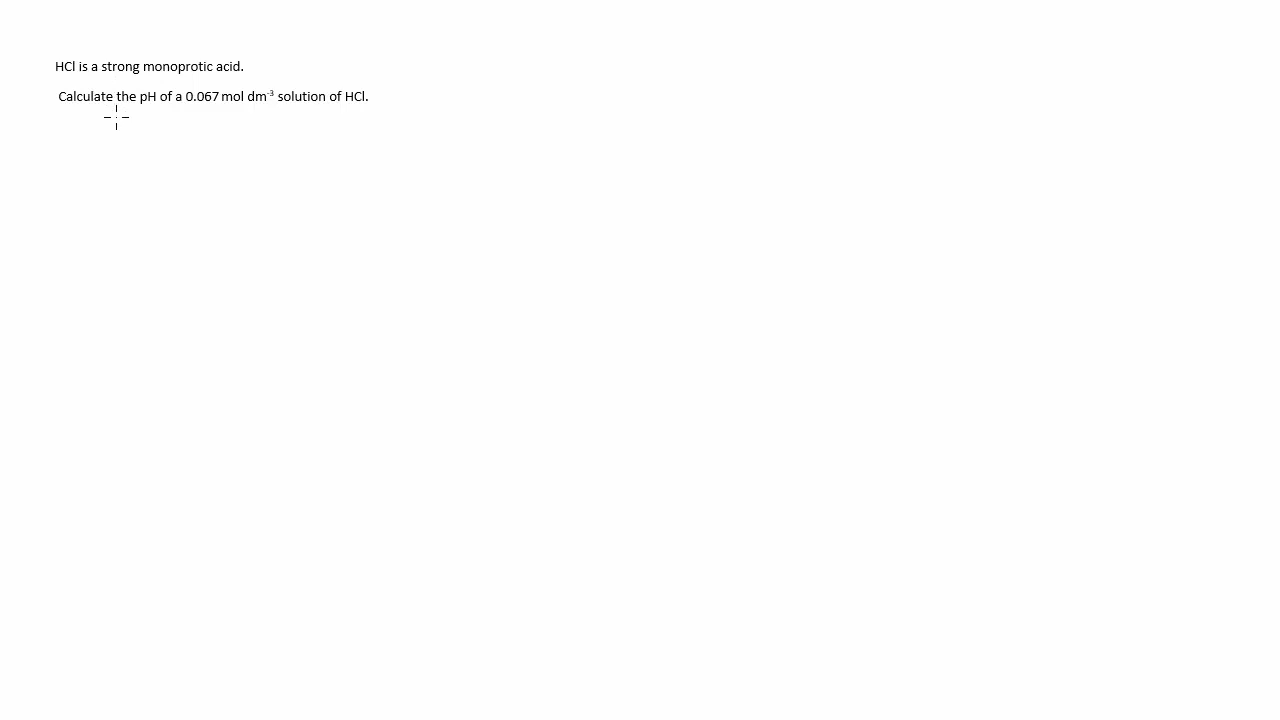 HCl is a strong monoprotic acid.
Calculate the pH of a 0.067 mol dm⁻³ solution of HCl.